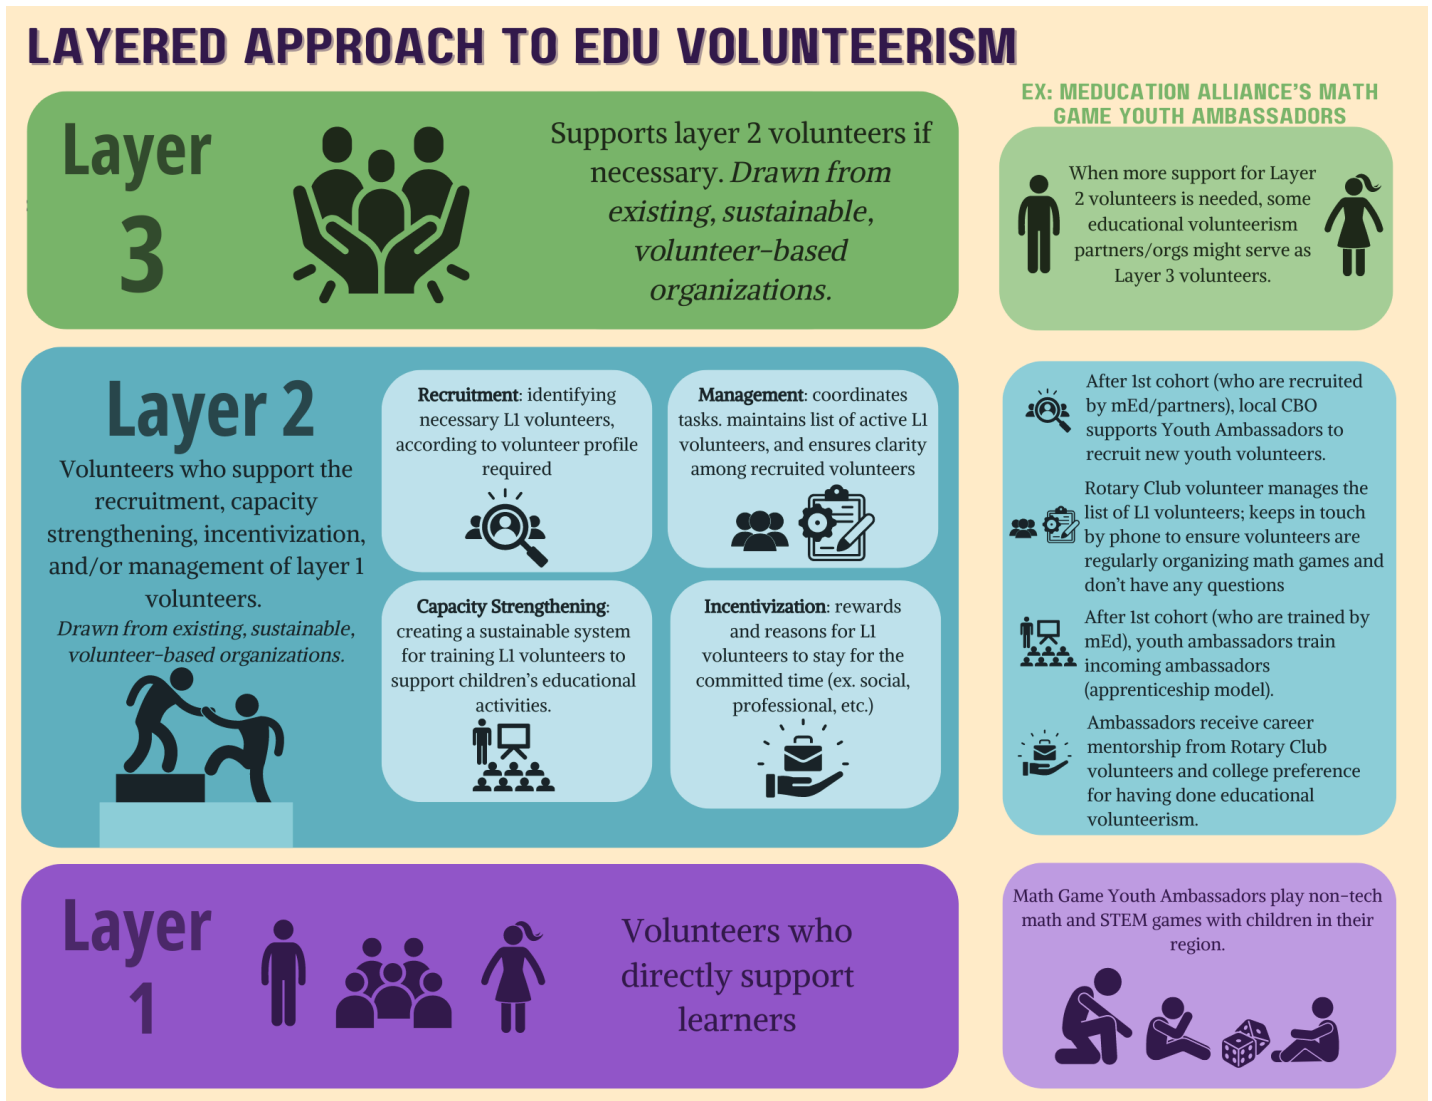 LAYERED APPROACH TO EDU VOLUNTEERISM
EX: MEDUCATION ALLIANCE'S MATH
GAME YOUTH AMBASSADORS
Layer
3
Supports layer 2 volunteers if
necessary. Drawn from
existing, sustainable,
volunteer-based
organizations.
When more support for Layer
2 volunteers is needed, some
educational volunteerism
partners/orgs might serve as
Layer 3 volunteers.
Layer 2
Volunteers who support the
recruitment, capacity
strengthening, incentivization,
and/or management of layer 1
volunteers.
Drawn from existing, sustainable,
volunteer-based organizations.
Recruitment: identifying
necessary L1 volunteers,
according to volunteer profile
required
Management: coordinates
tasks. maintains list of active L1
volunteers, and ensures clarity
among recruited volunteers
Capacity Strengthening:
creating a sustainable system
for training L1 volunteers to
support children's educational
activities.
Incentivization: rewards
and reasons for L1
volunteers to stay for the
committed time (ex. social,
professional, etc.)
After 1st cohort (who are recruited
by mEd/partners), local CBO
supports Youth Ambassadors to
recruit new youth volunteers.
Rotary Club volunteer manages the
list of L1 volunteers; keeps in touch
by phone to ensure volunteers are
regularly organizing math games and
don't have any questions
After 1st cohort (who are trained by
mEd), youth ambassadors train
incoming ambassadors
(apprenticeship model).
Ambassadors receive career
mentorship from Rotary Club
volunteers and college preference
for having done educational
volunteerism.
Layer
1
Volunteers who
directly support
learners
Math Game Youth Ambassadors play non-tech
math and STEM games with children in their
region.